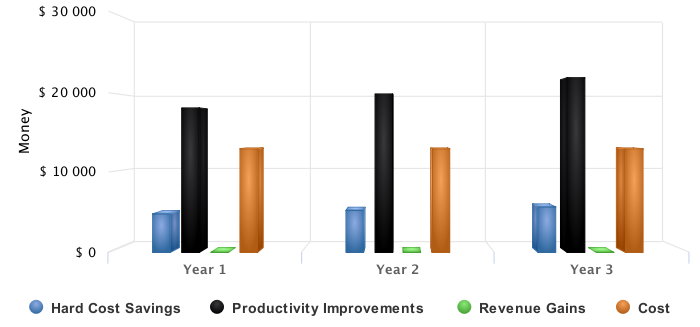 $ 30 000
$ 20 000
Money
$ 10 000
$ 0
Year 1 Year 2 Year 3
Hard Cost Savings Productivity Improvements Revenue Gains Cost